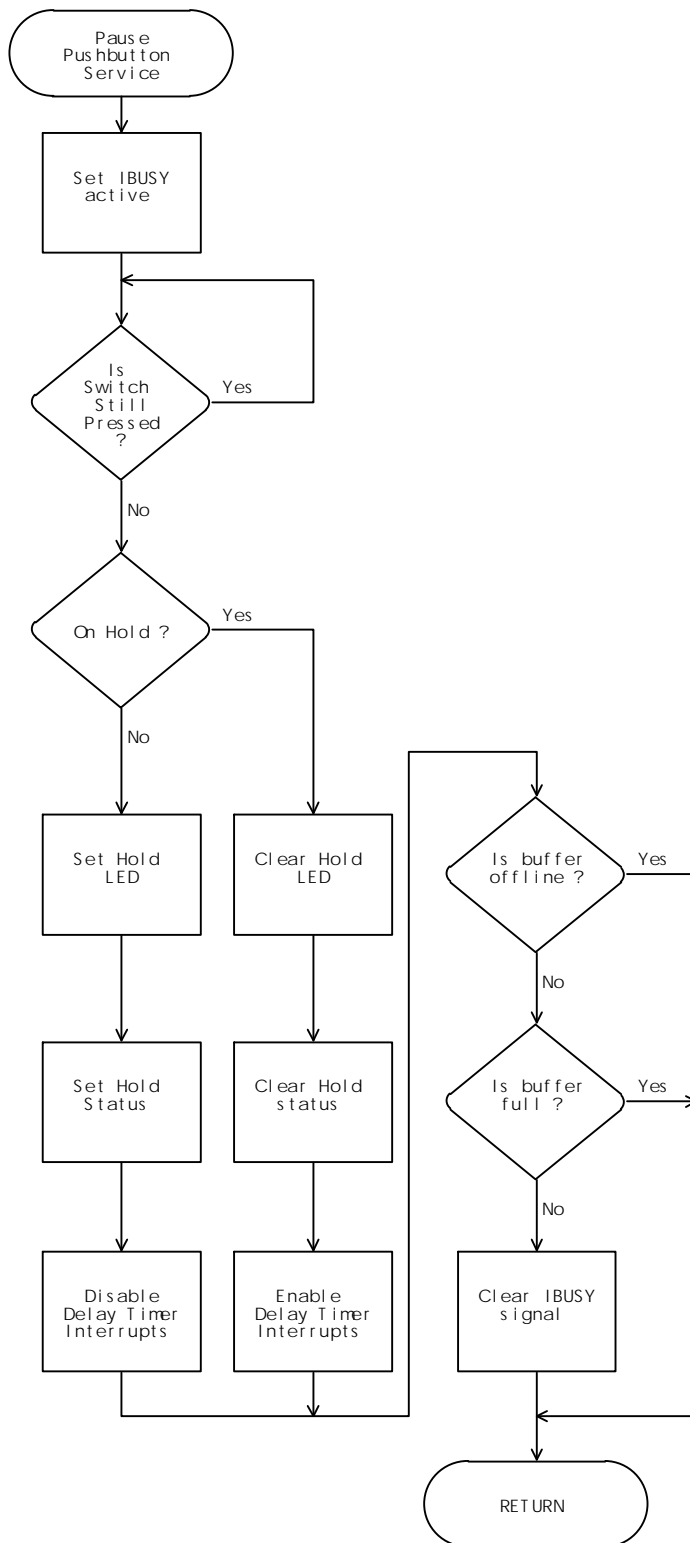 Pause
Pushbutton
Service
Set IBUSY
active
Is
Switch
Still
Pressed
?
Yes
No
On Hold ?
Yes
No
Set Hold
LED
Clear Hold
LED
Is buffer
offline ?
Yes
No
Set Hold
Status
Clear Hold
status
Is buffer
full ?
Yes
No
Disable
Delay Timer
Interrupts
Enable
Delay Timer
Interrupts
Clear IBUSY
signal
RETURN